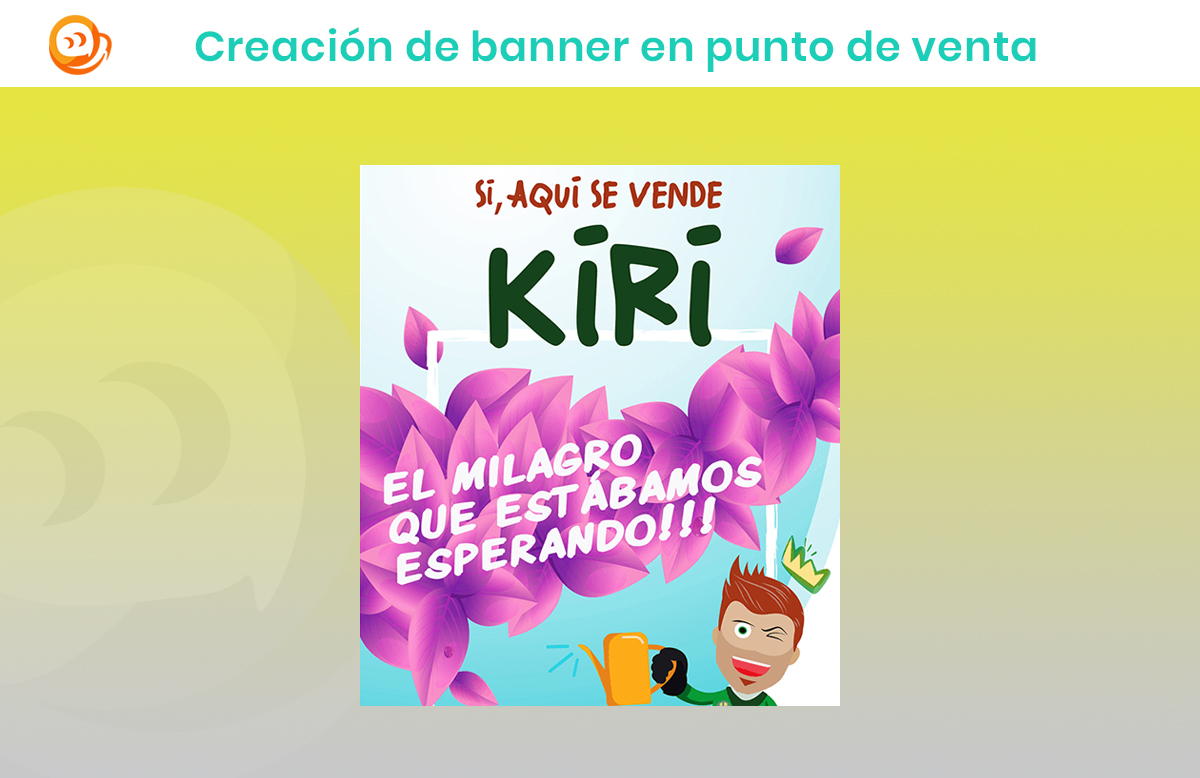 Creación de banner en punto de venta
SÍ, AQUÍ SE VENDE
KIRI
EL MILAGRO
QUE ESTÁBAMOS
ESPERANDO!!!